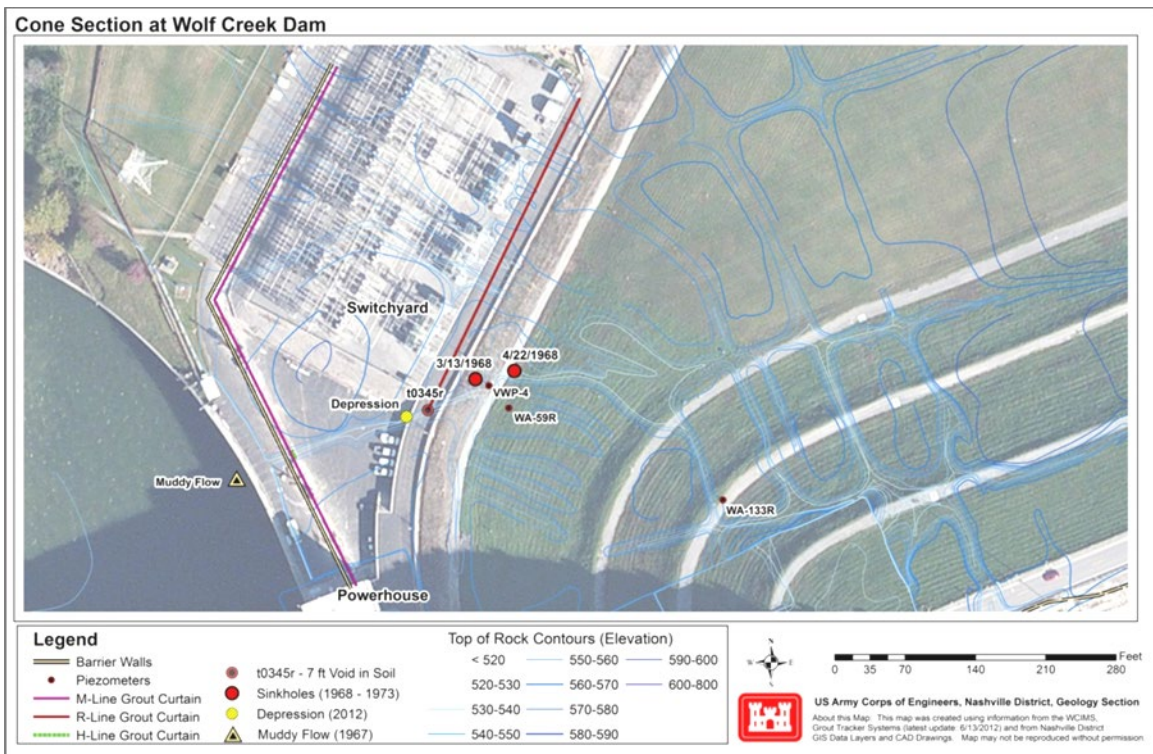 Cone Section at Wolf Creek Dam
Switchyard
3/13/1968
4/22/1968
t0345r
VWP-4
Depression
WA-59R
Muddy Flow
WA-133R
Powerhouse
Legend
Barrier Walls
Piezometers
M-Line Grout Curtain
R-Line Grout Curtain
H-Line Grout Curtain
t0345r - 7 ft Void in Soil
Sinkholes (1968 - 1973)
Depression (2012)
Muddy Flow (1967)
Top of Rock Contours (Elevation)
< 520
520-530
530-540
540-550
550-560
560-570
570-580
580-590
590-600
600-800
N
W E
S
Feet
0 35 70 140 210 280
US Army Corps of Engineers, Nashville District, Geology Section
About this Map: This map was created using information from the WCIMS,
Grout Tracker Systems (latest update: 6/13/2012) and from Nashville District
GIS Data Layers and CAD Drawings. Map may not be reproduced without permission.